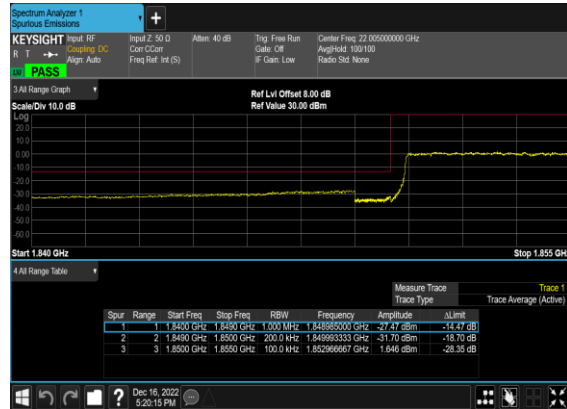 Spectrum Analyzer 1
Spurious Emissions
+
KEYSIGHT Input: RF Input Z: 50 Ω Atten: 40 dB Trig: Free Run Center Freq: 22.005000000 GHz
R T Coupling: DC Corr CCorr Gate: Off Avg|Hold: 100/100
Align: Auto Freq Ref: Int (S) IF Gain: Low Radio Std: None
PASS
3 All Range Graph Ref Lvl Offset 8.00 dB
Scale/Div 10.0 dB Ref Value 30.00 dBm
Log
20.0
10.0
0.00
-10.0
-20.0
-30.0
-40.0
-50.0
-60.0
Start 1.840 GHz Stop 1.855 GHz
4 All Range Table
Measure Trace Trace 1
Trace Type Trace Average (Active)
Spur Range Start Freq Stop Freq RBW Frequency Amplitude ΔLimit
1 1 1.8400 GHz 1.8490 GHz 1.000 MHz 1.848985000 GHz -27.47 dBm -14.47 dB
2 2 1.8490 GHz 1.8500 GHz 200.0 kHz 1.849993333 GHz -31.70 dBm -18.70 dB
3 3 1.8500 GHz 1.8550 GHz 100.0 kHz 1.852966667 GHz 1.646 dBm -28.35 dB
? Dec 16, 2022
5:20:15 PM